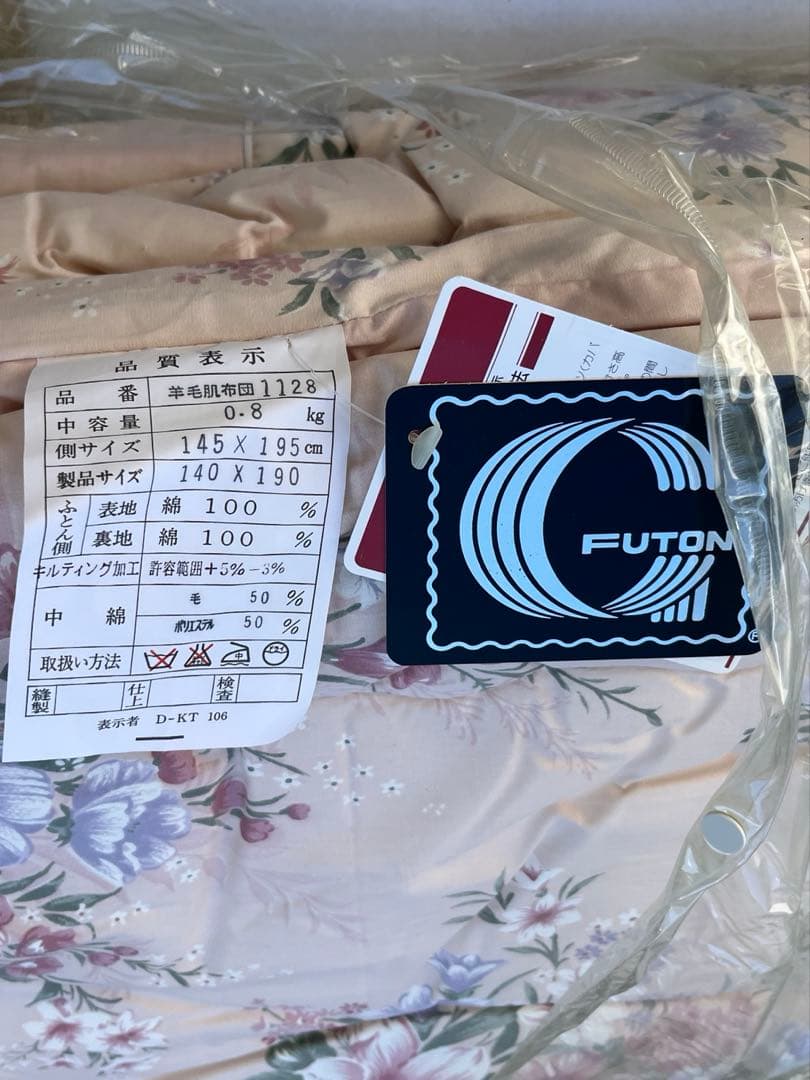 品質表示
品番 羊毛肌布団1128
中容量 0.8 kg
側サイズ 145X195cm
製品サイズ 140X190
ふとん側 表地 綿 100 %
裏地 綿 100 %
キルティング加工 許容範囲+5%-3%
中綿 毛 50 %
ポリエステル 50 %
取扱い方法
縫製 仕上 検査
表示者 D-KT 106
FUTON